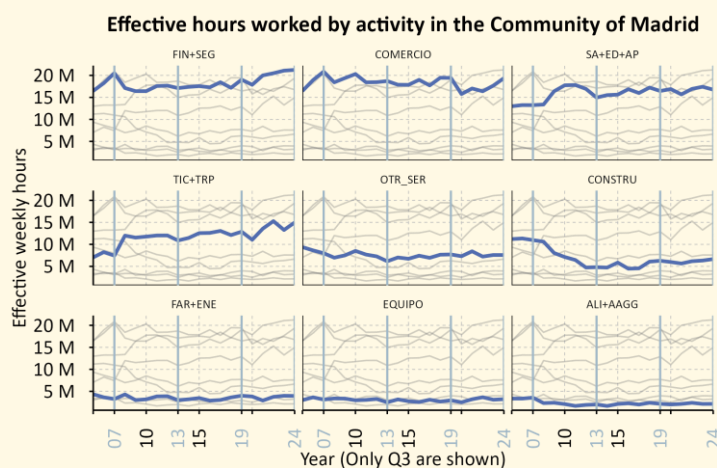 Effective hours worked by activity in the Community of Madrid
FIN+SEG COMERCIO SA+ED+AP
20 M
15 M
10 M
5 M
TIC+TRP OTR_SER CONSTRU
20 M
15 M
10 M
5 M
FAR+ENE EQUIPO ALI+AAGG
20 M
15 M
10 M
5 M
Effective weekly hours
07 10 13 15 19 24 07 10 13 15 19 24 07 10 13 15 19 24
Year (Only Q3 are shown)